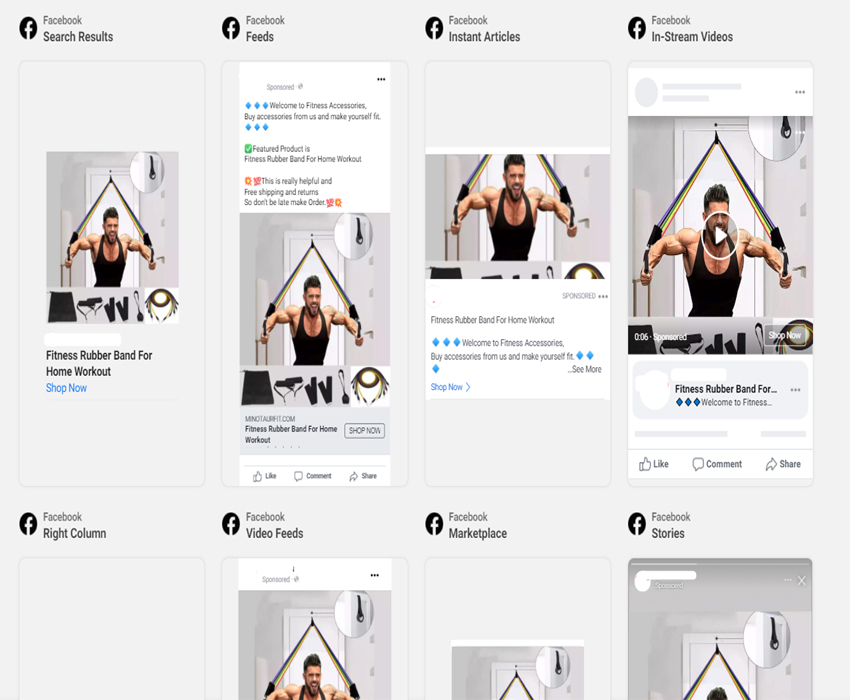 Facebook
Search Results
Facebook
Feeds
Facebook
Instant Articles
Facebook
In-Stream Videos
Fitness Rubber Band For
Home Workout
Shop Now
Sponsored
🔷🔷🔷Welcome to Fitness Accessories,
Buy accessories from us and make yourself fit.
🔷🔷🔷
✅Featured Product is
Fitness Rubber Band For Home Workout
💥💯This is really helpful and
Free shipping and returns
So don't be late make Order.💯💥
MINOTAURFIT.COM
Fitness Rubber Band For Home
Workout
SHOP NOW
Like Comment Share
SPONSORED
Fitness Rubber Band For Home Workout
🔷🔷🔷Welcome to Fitness Accessories,
Buy accessories from us and make yourself fit.🔷🔷
🔷
...See More
Shop Now
0:06 · Sponsored
Shop Now
Fitness Rubber Band For...
🔷🔷🔷Welcome to Fitness...
Like Comment Share
Facebook
Right Column
Facebook
Video Feeds
Facebook
Marketplace
Facebook
Stories
Sponsored
Sponsored